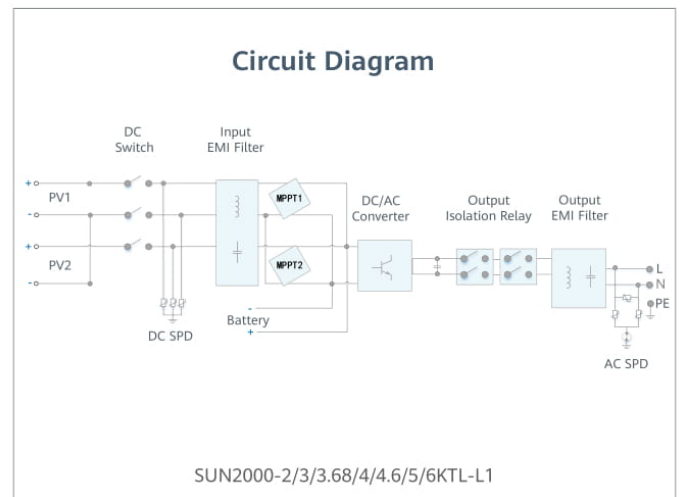 Circuit Diagram
DC
Switch
Input
EMI Filter
+
PV1
-
+
PV2
-
MPPT1
MPPT2
DC/AC
Converter
Output
Isolation Relay
Output
EMI Filter
L
N
PE
-
Battery
+
DC SPD
AC SPD
SUN2000-2/3/3.68/4/4.6/5/6KTL-L1